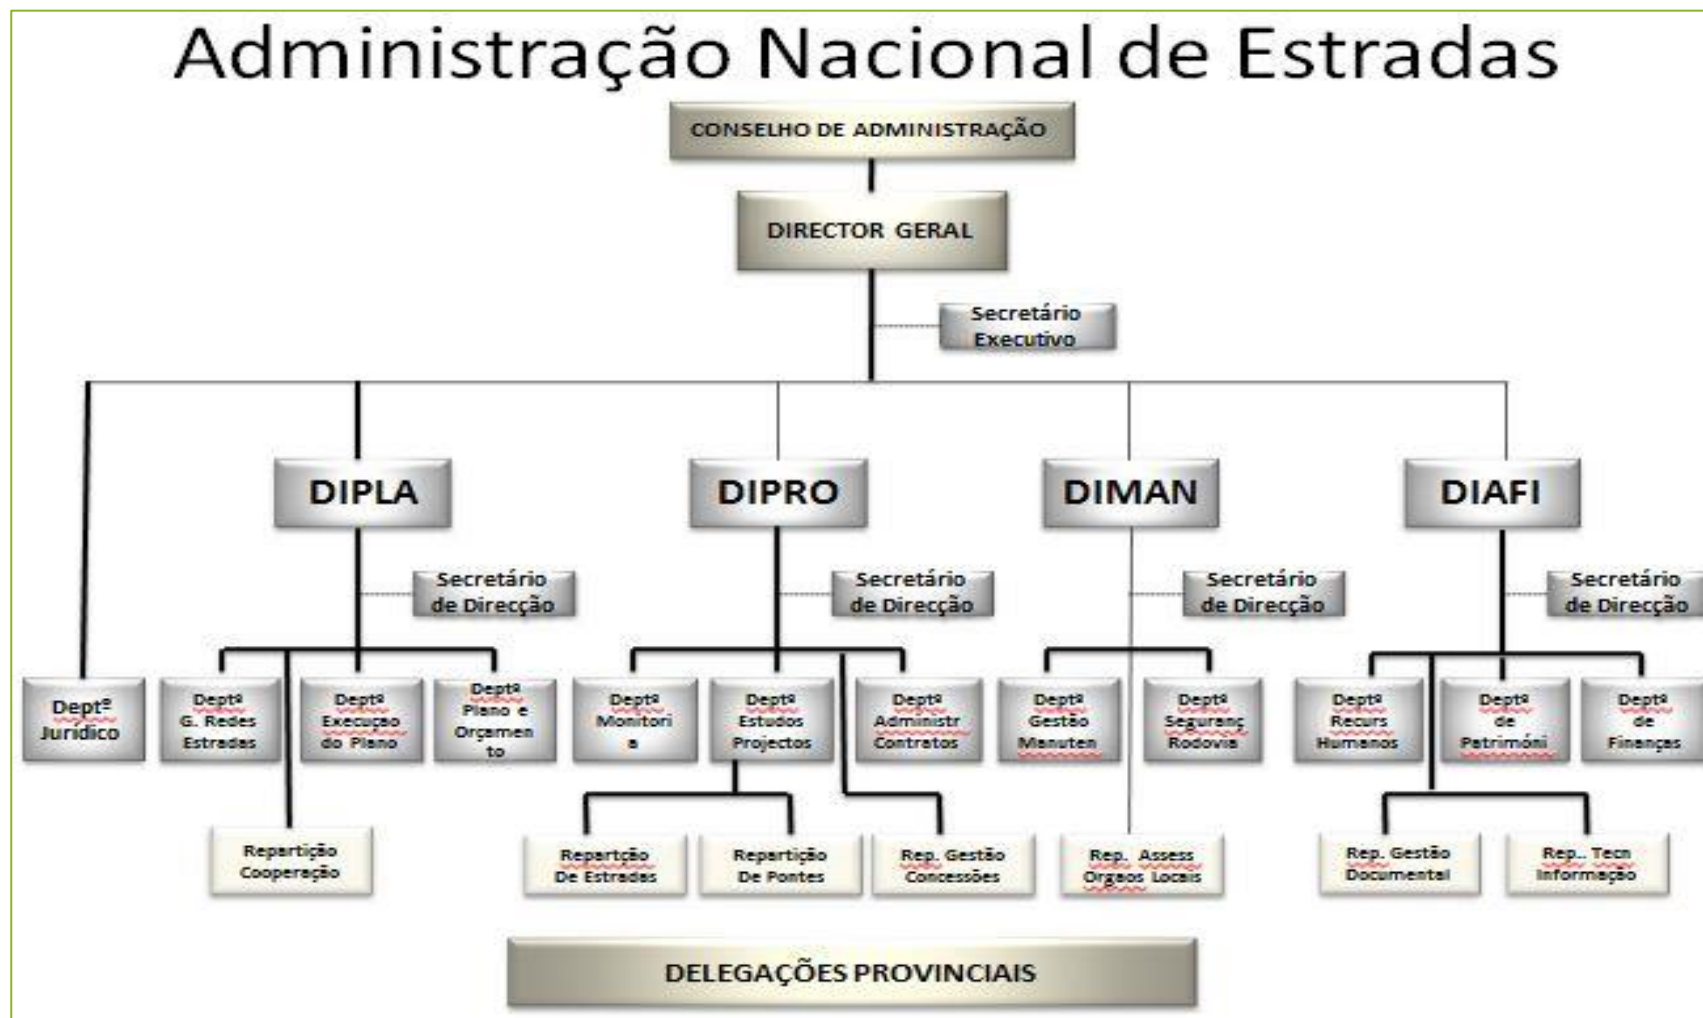 Administração Nacional de Estradas
CONSELHO DE ADMINISTRAÇÃO
DIRECTOR GERAL
Secretário
Executivo
DIPLA
DIPRO
DIMAN
DIAFI
Secretário
de Direcção
Secretário
de Direcção
Secretário
de Direcção
Secretário
de Direcção
Deptº
Jurídico
Deptº
G. Redes
Estradas
Deptº
Execução
do Plano
Deptº
Plano e
Orçamen
to
Deptº
Monitori
a
Deptº
Estudos
Projectos
Deptº
Administr
Contratos
Deptº
Gestão
Manuten
Deptº
Seguranç
Rodovia
Deptº
Recurs
Humanos
Deptº
de
Patrimóni
Deptº
de
Finanças
Repartição
Cooperação
Repartção
De Estradas
Repartição
De Pontes
Rep. Gestão
Concessões
Rep. Assess
Orgaos Locais
Rep. Gestão
Documental
Rep.. Tecn
Informação
DELEGAÇÕES PROVINCIAIS